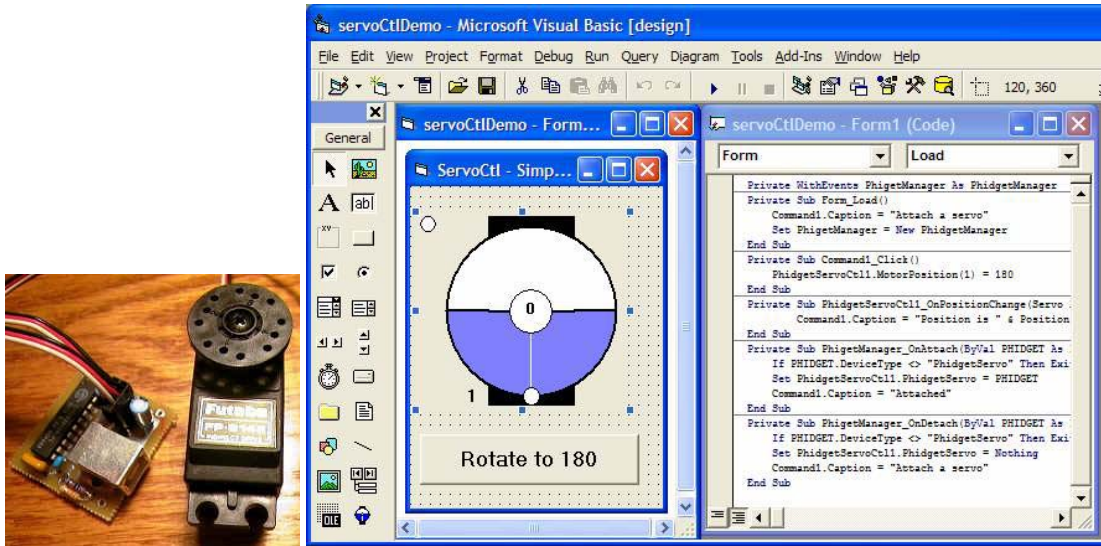 Futaba
servoCtlDemo - Microsoft Visual Basic [design]
File Edit View Project Format Debug Run Query Diagram Tools Add-Ins Window Help
120, 360
General
A ab|
XY
OLE
servoCtlDemo - Form...
ServoCtl - Simp...
0
1
Rotate to 180
servoCtlDemo - Form1 (Code)
Form Load
Private WithEvents PhigetManager As PhidgetManager
Private Sub Form_Load()
Command1.Caption = "Attach a servo"
Set PhigetManager = New PhidgetManager
End Sub
Private Sub Command1_Click()
PhidgetServoCtl1.MotorPosition(1) = 180
End Sub
Private Sub PhidgetServoCtl1_OnPositionChange(Servo
Command1.Caption = "Position is " & Position
End Sub
Private Sub PhigetManager_OnAttach(ByVal PHIDGET As
If PHIDGET.DeviceType <> "PhidgetServo" Then Exi
Set PhidgetServoCtl1.PhidgetServo = PHIDGET
Command1.Caption = "Attached"
End Sub
Private Sub PhigetManager_OnDetach(ByVal PHIDGET As
If PHIDGET.DeviceType <> "PhidgetServo" Then Exi
Set PhidgetServoCtl1.PhidgetServo = Nothing
Command1.Caption = "Attach a servo"
End Sub